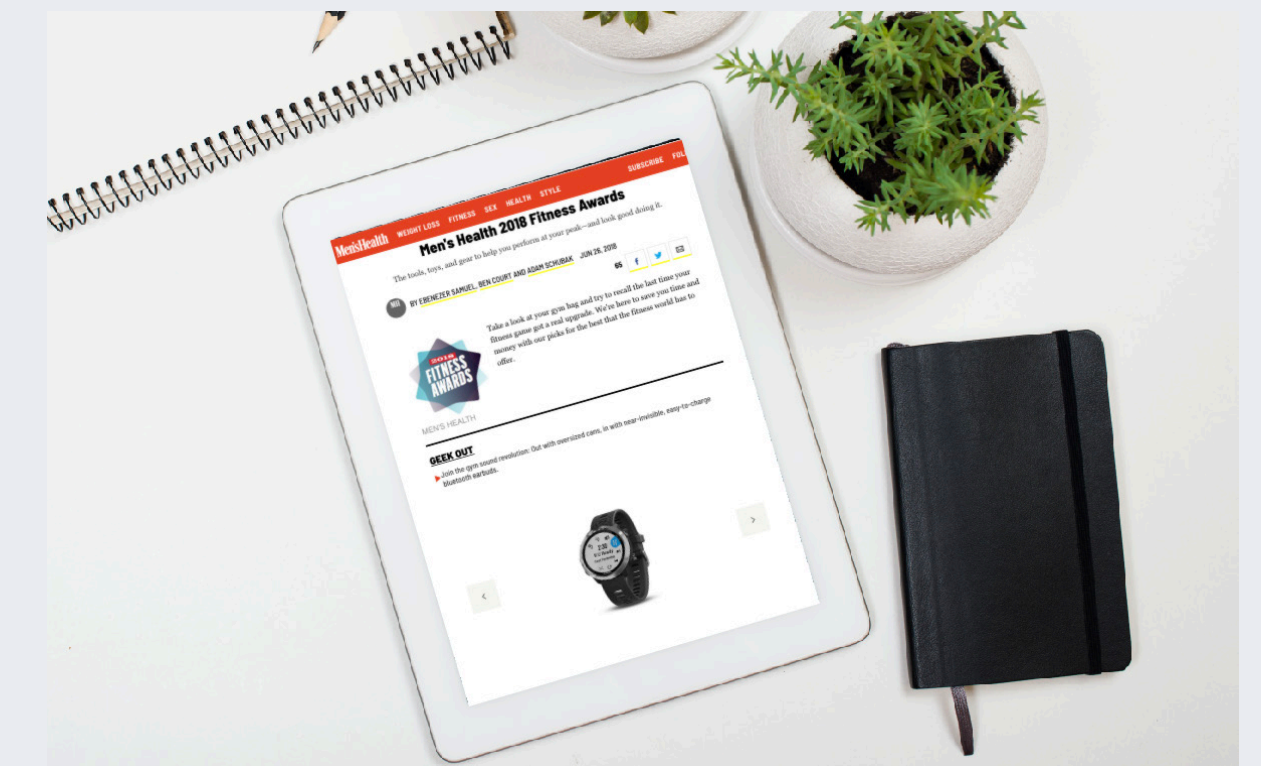 Men'sHealth WEIGHT LOSS FITNESS SEX HEALTH STYLE SUBSCRIBE FOL
Men's Health 2018 Fitness Awards
The tools, toys, and gear to help you perform at your peak—and look good doing it.
BY EBENEZER SAMUEL, BEN COURT AND ADAM SCHUBAK JUN 26, 2018
65
Take a look at your gym bag and try to recall the last time your
fitness game got a real upgrade. We're here to save you time and
money with our picks for the best that the fitness world has to
offer.
2018
FITNESS
AWARDS
MEN'S HEALTH
GEEK OUT
Join the gym sound revolution: Out with oversized cans, in with near-invisible, easy-to-charge
bluetooth earbuds.